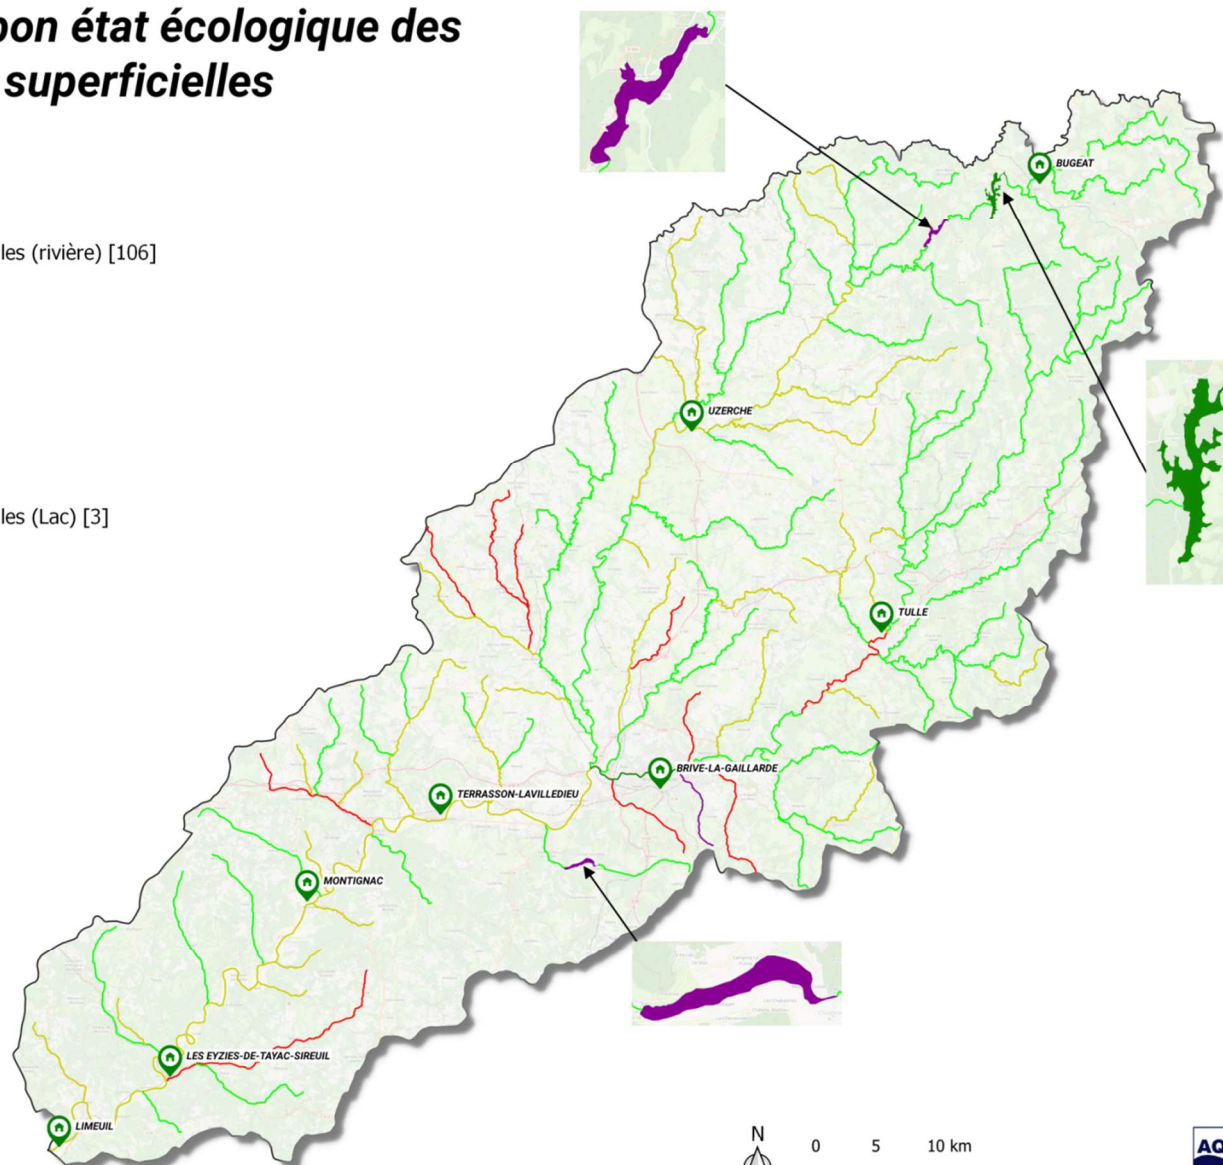 bon état écologique des
superficielles
les (rivière) [106]
BUGEAT
UZERCHE
les (Lac) [3]
TULLE
BRIVE-LA-GAILLARDE
TERRASSON-LAVILLEDIEU
MONTIGNAC
LES EYZIES-DE-TAYAC-SIREUIL
LIMEUIL
N
0 5 10 km
AQ